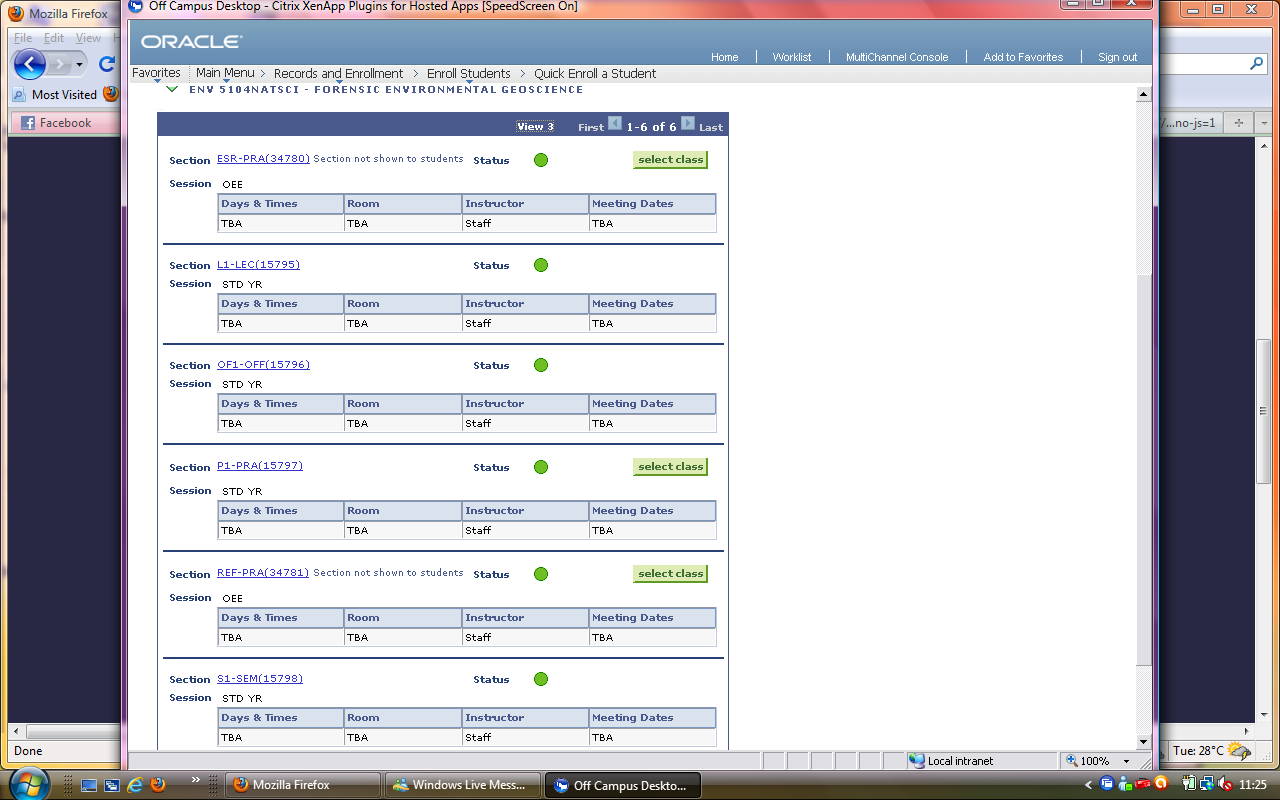 Mozilla Firefox
Off Campus Desktop - Citrix XenApp Plugins for Hosted Apps [SpeedScreen On]
File Edit View H
ORACLE
Home Worklist MultiChannel Console Add to Favorites Sign out
Favorites Main Menu > Records and Enrollment > Enroll Students > Quick Enroll a Student
Most Visited
Facebook
/...no-js=1
ENV 5104NATSCI - FORENSIC ENVIRONMENTAL GEOSCIENCE
View 3 First 1-6 of 6 Last
Section ESR-PRA(34780) Section not shown to students Status select class
Session OEE
Days & Times Room Instructor Meeting Dates
TBA TBA Staff TBA
Section L1-LEC(15795) Status
Session STD YR
Days & Times Room Instructor Meeting Dates
TBA TBA Staff TBA
Section OF1-OFF(15796) Status
Session STD YR
Days & Times Room Instructor Meeting Dates
TBA TBA Staff TBA
Section P1-PRA(15797) Status select class
Session STD YR
Days & Times Room Instructor Meeting Dates
TBA TBA Staff TBA
Section REF-PRA(34781) Section not shown to students Status select class
Session OEE
Days & Times Room Instructor Meeting Dates
TBA TBA Staff TBA
Section S1-SEM(15798) Status
Session STD YR
Days & Times Room Instructor Meeting Dates
TBA TBA Staff TBA
Done
Tue: 28°C
Local intranet 100%
Mozilla Firefox Windows Live Mess... Off Campus Deskto... 11:25